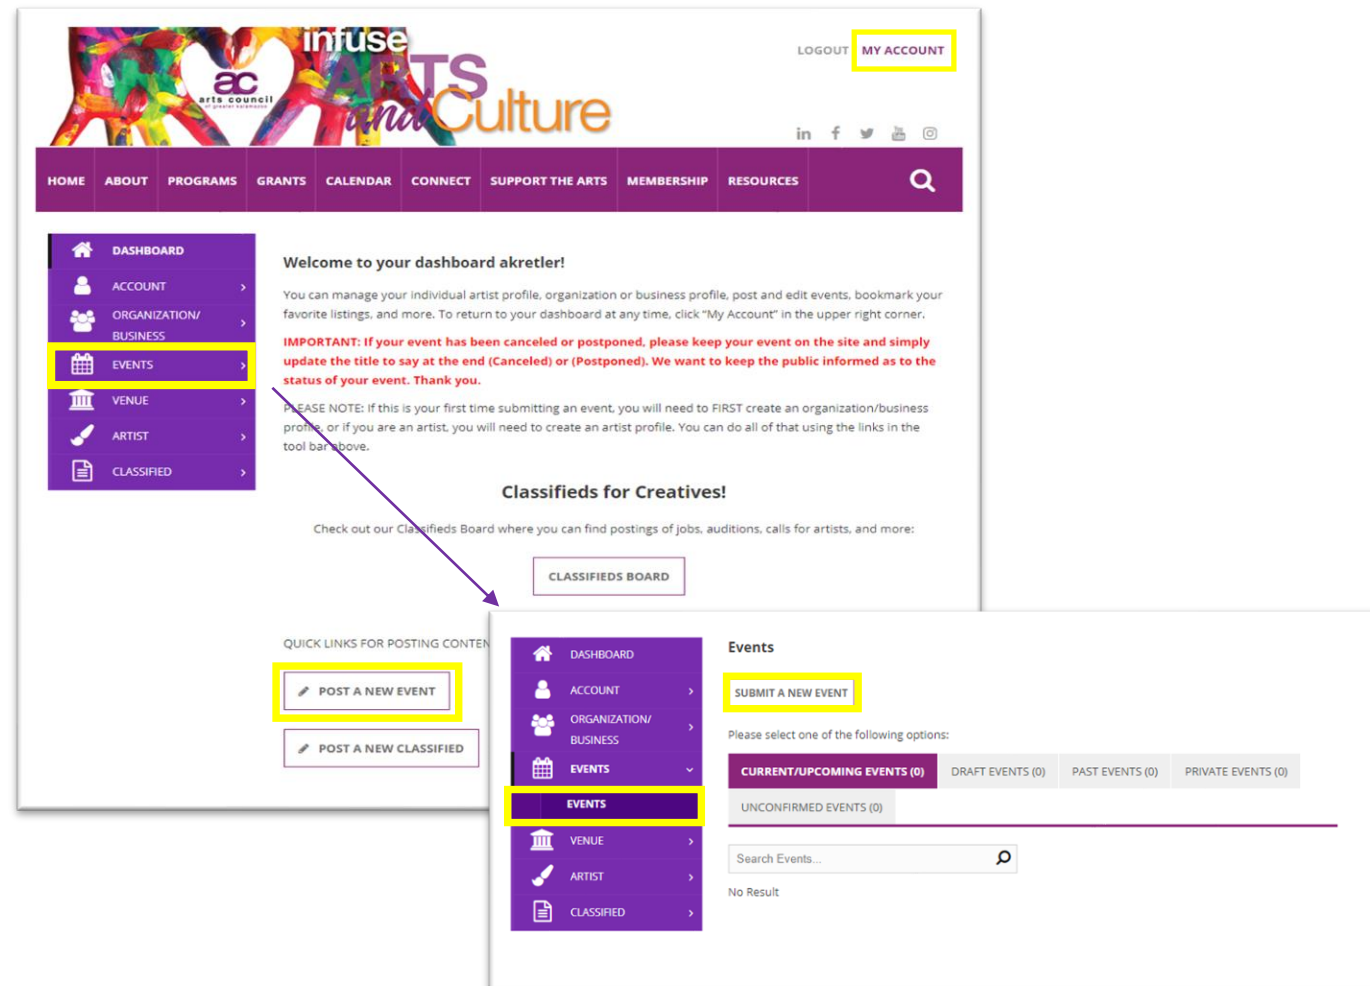 infuse
ARTS
and Culture
ac
arts council
of greater kalamazoo
LOGOUT MY ACCOUNT
HOME ABOUT PROGRAMS GRANTS CALENDAR CONNECT SUPPORT THE ARTS MEMBERSHIP RESOURCES
DASHBOARD
ACCOUNT
ORGANIZATION/
BUSINESS
EVENTS
VENUE
ARTIST
CLASSIFIED
Welcome to your dashboard akretler!
You can manage your individual artist profile, organization or business profile, post and edit events, bookmark your
favorite listings, and more. To return to your dashboard at any time, click “My Account” in the upper right corner.
IMPORTANT: If your event has been canceled or postponed, please keep your event on the site and simply
update the title to say at the end (Canceled) or (Postponed). We want to keep the public informed as to the
status of your event. Thank you.
PLEASE NOTE: If this is your first time submitting an event, you will need to FIRST create an organization/business
profile, or if you are an artist, you will need to create an artist profile. You can do all of that using the links in the
tool bar above.
Classifieds for Creatives!
Check out our Classifieds Board where you can find postings of jobs, auditions, calls for artists, and more:
CLASSIFIEDS BOARD
QUICK LINKS FOR POSTING CONTEN
POST A NEW EVENT
POST A NEW CLASSIFIED
DASHBOARD
ACCOUNT
ORGANIZATION/
BUSINESS
EVENTS
EVENTS
VENUE
ARTIST
CLASSIFIED
Events
SUBMIT A NEW EVENT
Please select one of the following options:
CURRENT/UPCOMING EVENTS (0) DRAFT EVENTS (0) PAST EVENTS (0) PRIVATE EVENTS (0)
UNCONFIRMED EVENTS (0)
Search Events...
No Result